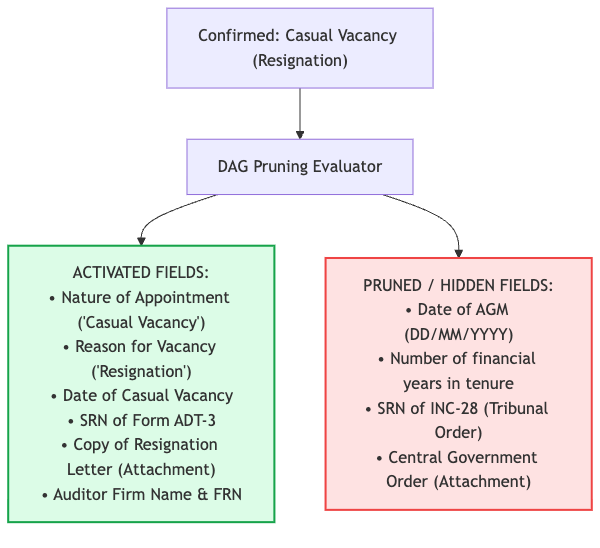 Confirmed: Casual Vacancy
(Resignation)
DAG Pruning Evaluator
ACTIVATED FIELDS:
• Nature of Appointment
('Casual Vacancy')
• Reason for Vacancy
('Resignation')
• Date of Casual Vacancy
• SRN of Form ADT-3
• Copy of Resignation
Letter (Attachment)
• Auditor Firm Name & FRN
PRUNED / HIDDEN FIELDS:
• Date of AGM
(DD/MM/YYYY)
• Number of financial
years in tenure
• SRN of INC-28 (Tribunal
Order)
• Central Government
Order (Attachment)